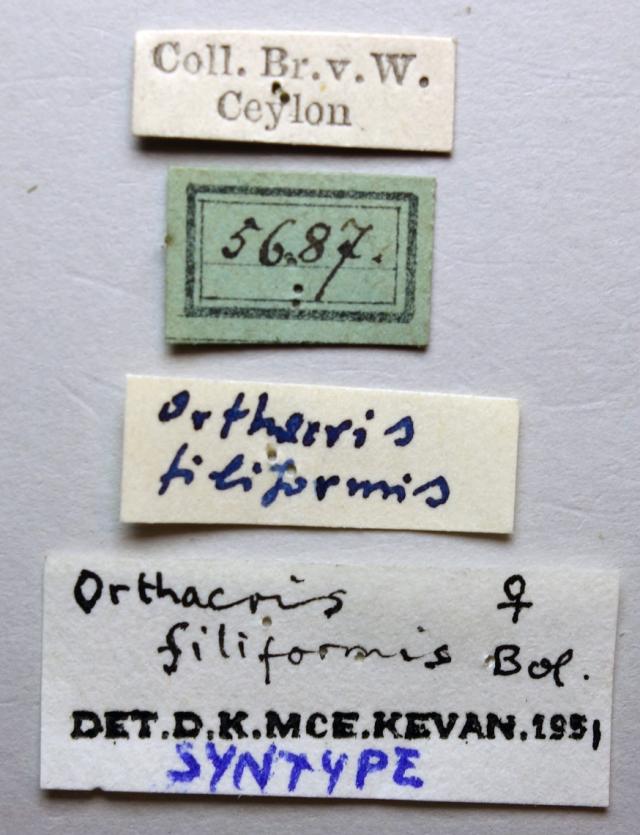 Coll. Br. v. W.
Ceylon
5687.
Orthacris
filiformis
Orthacris ♀
filiformis Bol.
DET.D.K.MCE.KEVAN.1951
SYNTYPE